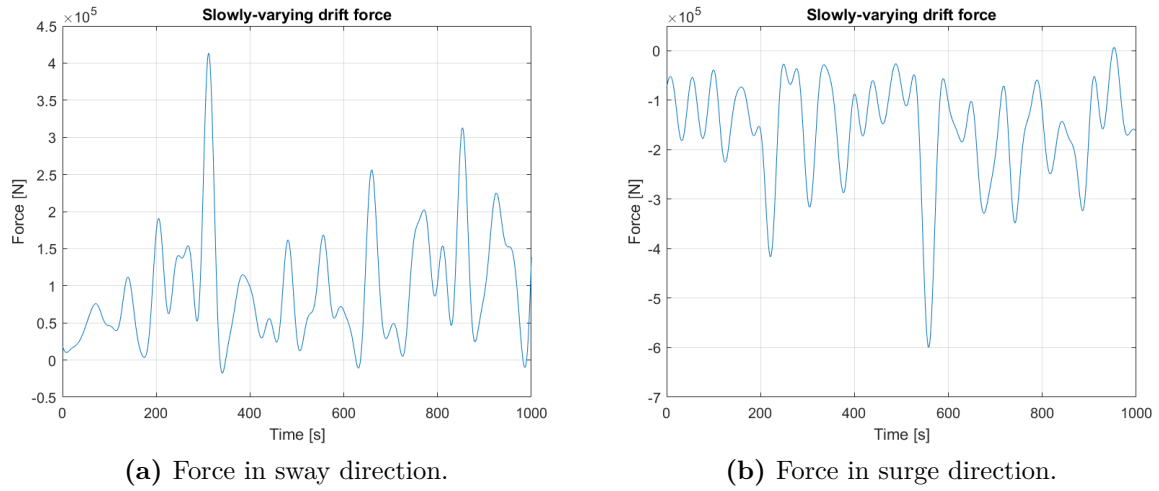 Slowly-varying drift force
×10⁵
4.5
4
3.5
3
2.5
2
1.5
1
0.5
0
-0.5
Force [N]
0 200 400 600 800 1000
Time [s]
(a) Force in sway direction.
Slowly-varying drift force
×10⁵
0
-1
-2
-3
-4
-5
-6
-7
Force [N]
0 200 400 600 800 1000
Time [s]
(b) Force in surge direction.